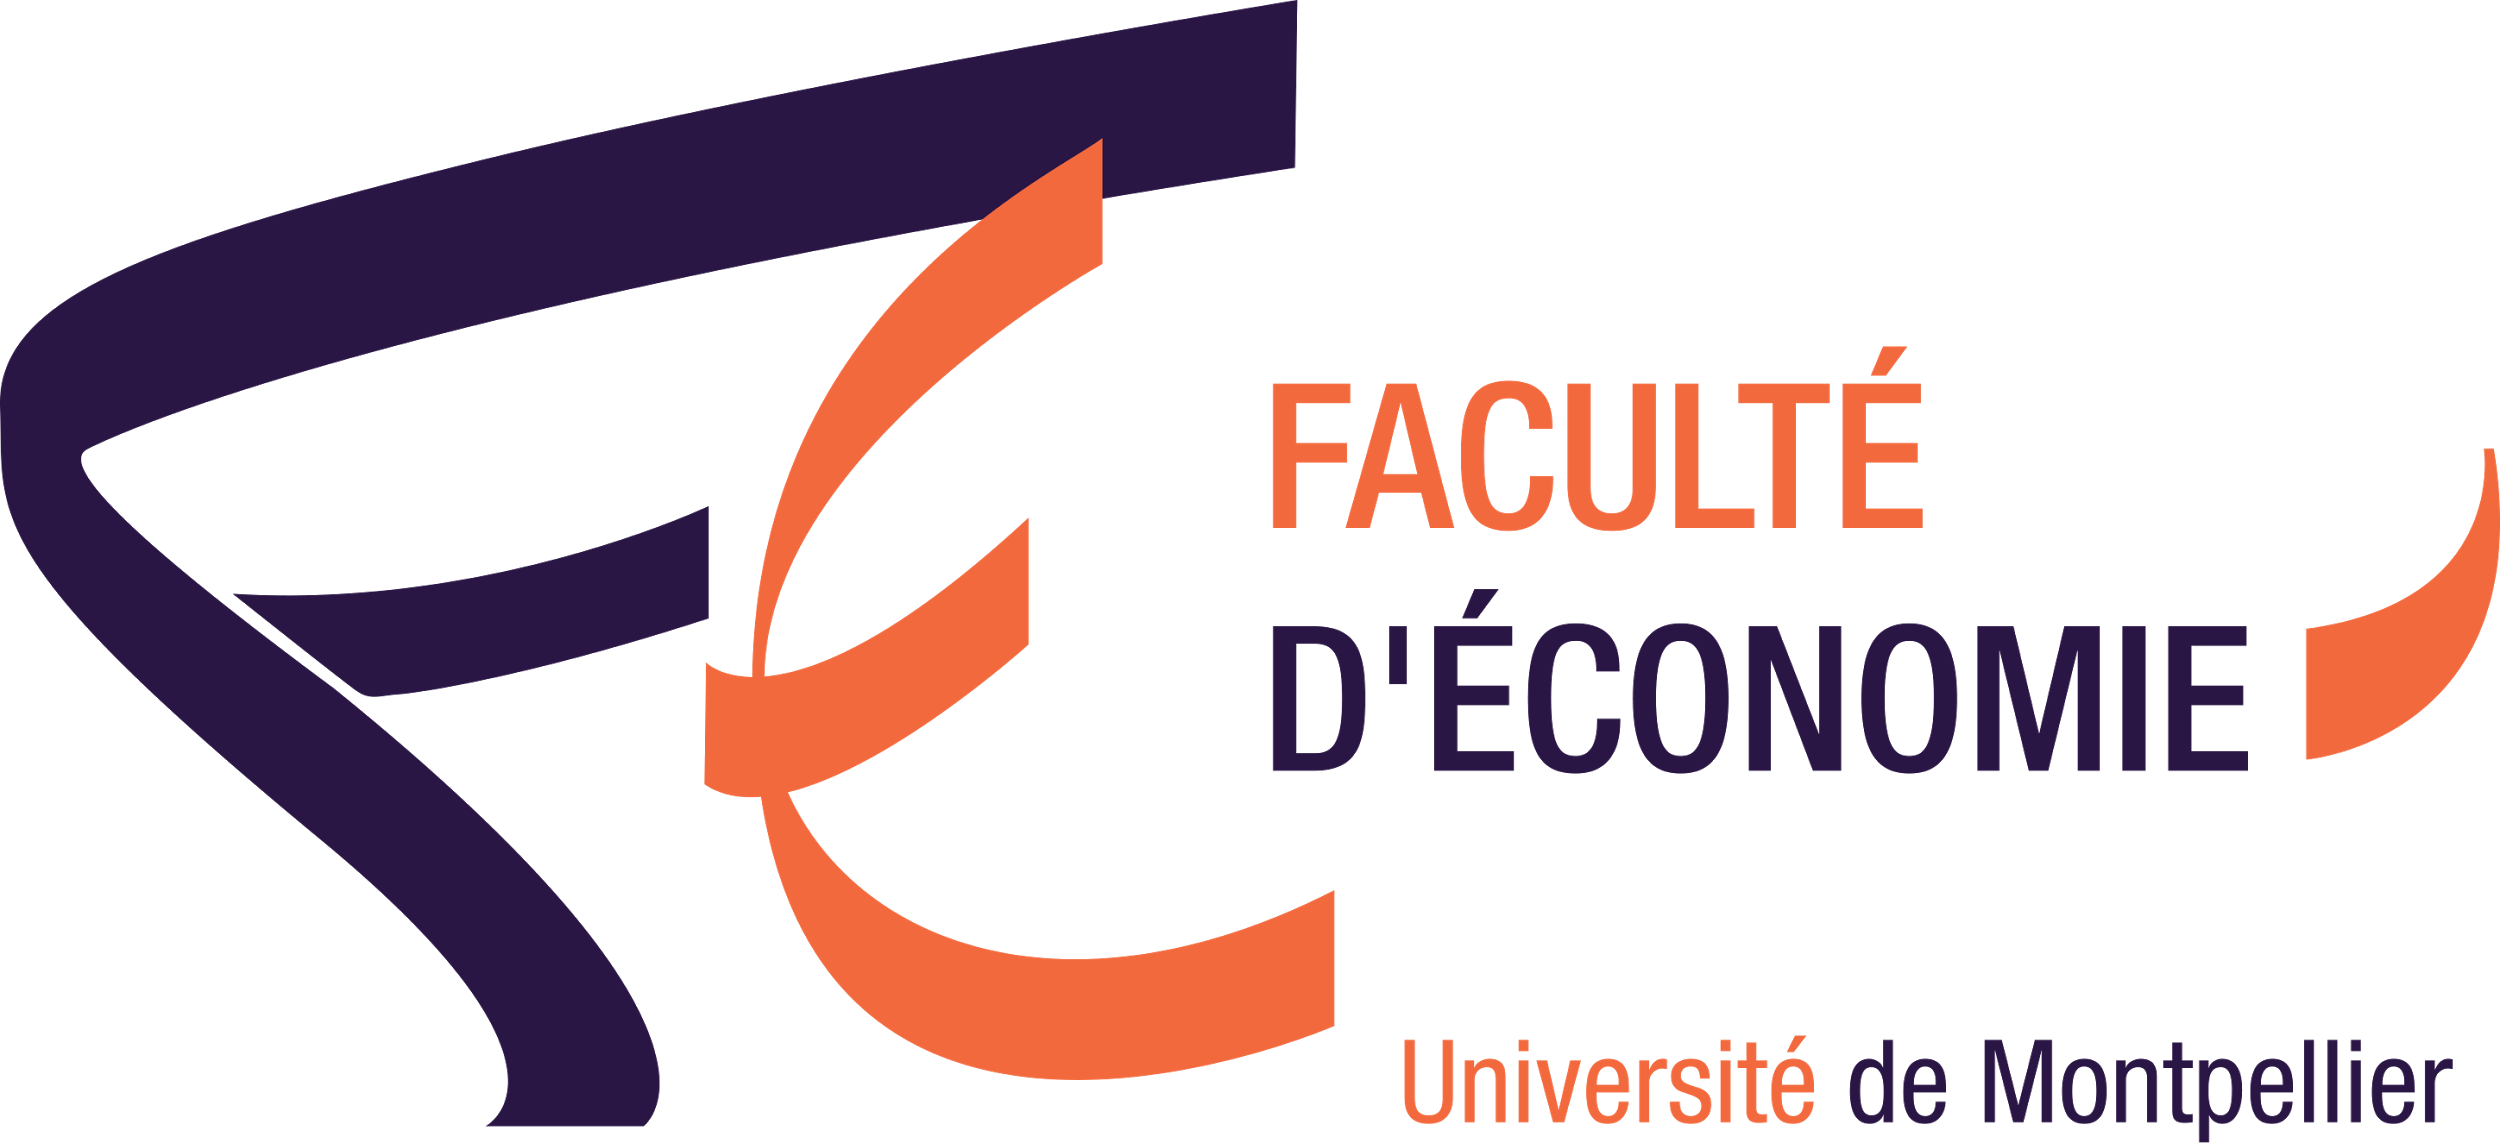 FACULTÉ
D'ÉCONOMIE
Université de Montpellier